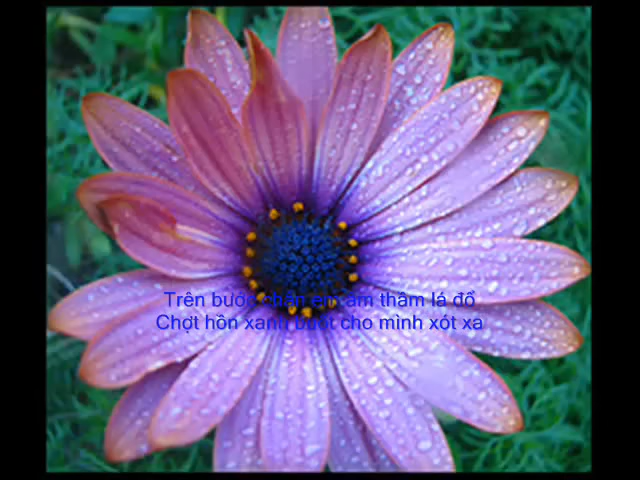 Trên bước chân em âm thầm lá đổ
Chợt hồn xanh buốt cho mình xót xa